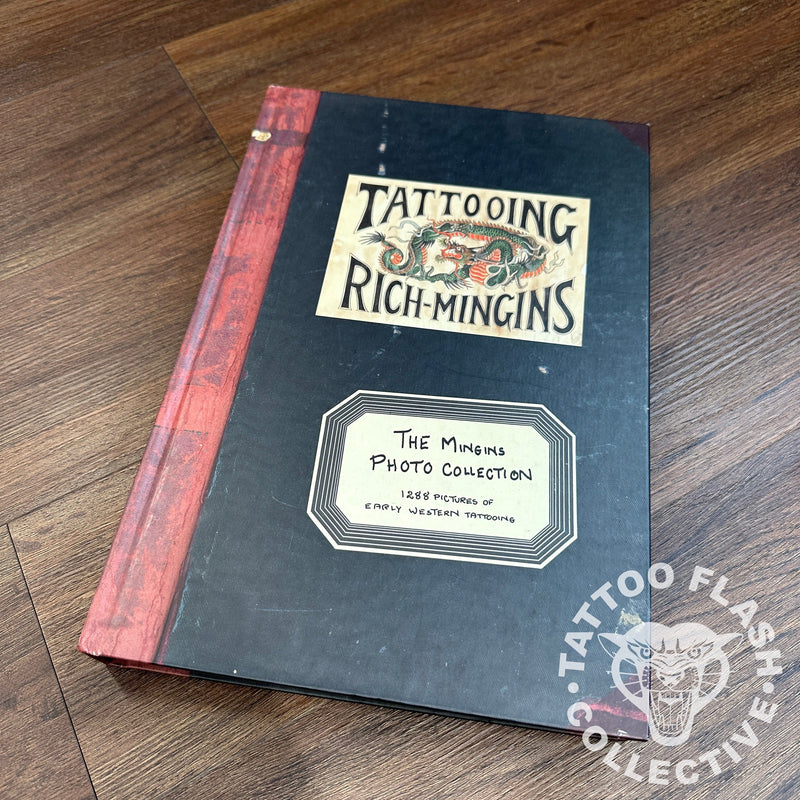 TATTOOING
RICH-MINGINS
THE MINGINS
PHOTO COLLECTION
1288 PICTURES OF
EARLY WESTERN TATTOOING
TATTOO FLASH
COLLECTIVE